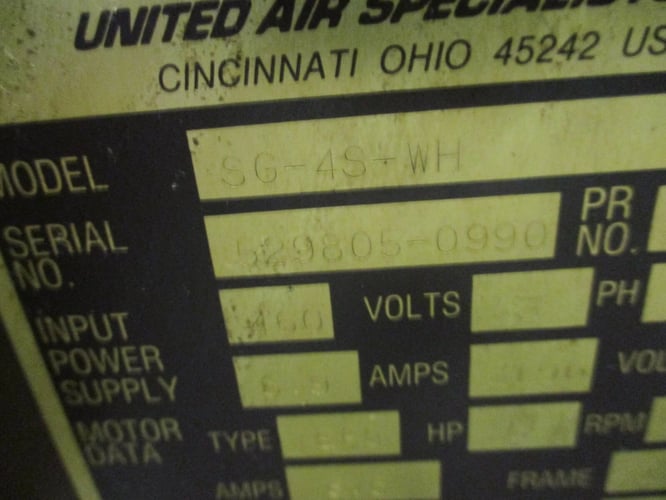 UNITED AIR SPECIALISTS
CINCINNATI OHIO 45242 US
MODEL SG-4S-WH
SERIAL NO. 529805-0990 PR NO.
INPUT POWER SUPPLY 460 VOLTS PH
AMPS VOL
MOTOR DATA TYPE HP RPM
AMPS FRAME